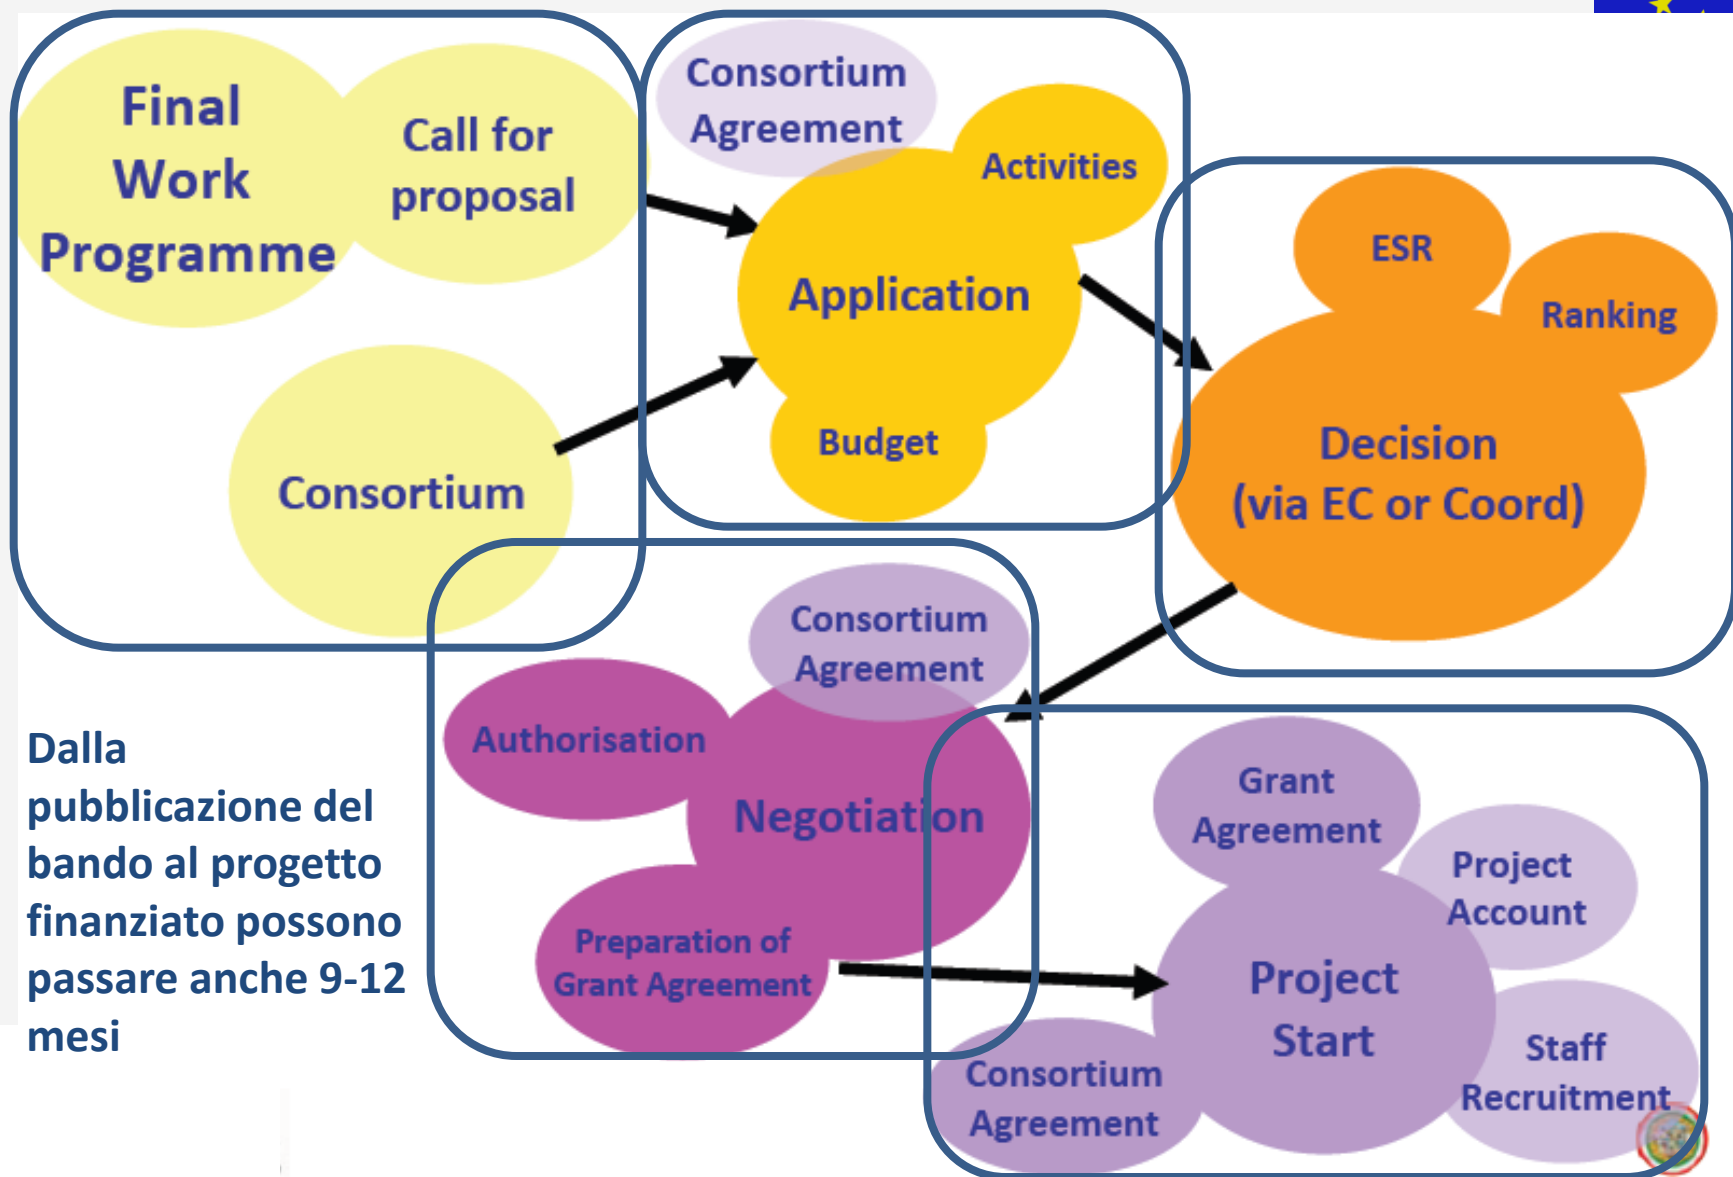 Final
Work
Programme
Call for
proposal
Consortium
Consortium
Agreement
Activities
Application
Budget
ESR
Ranking
Decision
(via EC or Coord)
Consortium
Agreement
Authorisation
Negotiation
Preparation of
Grant Agreement
Grant
Agreement
Project
Account
Project
Start
Staff
Recruitment
Consortium
Agreement
Dalla
pubblicazione del
bando al progetto
finanziato possono
passare anche 9-12
mesi